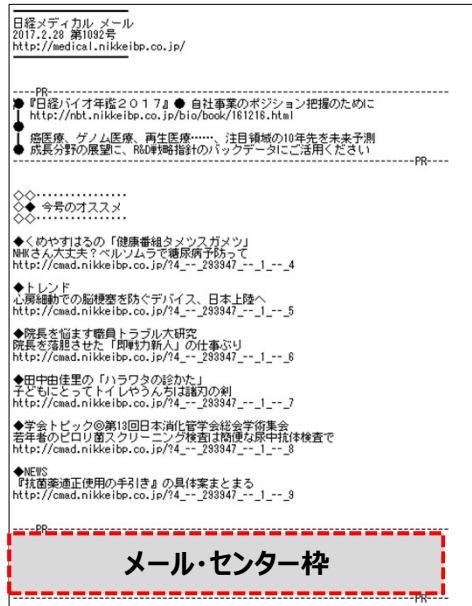 日経メディカル メール
2017.2.28 第1092号
http://medical.nikkeibp.co.jp/
----PR----
●『日経バイオ年鑑2017』● 自社事業のポジション把握のために
| http://nbt.nikkeibp.co.jp/bio/book/161216.html
●
| 癌医療、ゲノム医療、再生医療……、注目領域の10年先を未来予測
● 成長分野の展望に、R&D戦略指針のバックデータにご活用ください
----PR----
◇◇……………
◇◆ 今号のオススメ
◇◇……………
◆くめやすはるの「健康番組タメツスガメツ」
NHKさん大丈夫?ベルソムラで糖尿病予防って
http://cmad.nikkeibp.co.jp/?4_--_293947_--_1_--_4
◆トレンド
心房細動での脳梗塞を防ぐデバイス、日本上陸へ
http://cmad.nikkeibp.co.jp/?4_--_293947_--_1_--_5
◆院長を悩ます職員トラブル大研究
院長を落胆させた「即戦力新人」の仕事ぶり
http://cmad.nikkeibp.co.jp/?4_--_293947_--_1_--_6
◆田中由佳里の「ハラワタの診かた」
子どもにとってトイレやうんちは諸刃の剣
http://cmad.nikkeibp.co.jp/?4_--_293947_--_1_--_7
◆学会トピック◎第13回日本消化管学会総会学術集会
若年者のピロリ菌スクリーニング検査は簡便な尿中抗体検査で
http://cmad.nikkeibp.co.jp/?4_--_293947_--_1_--_8
◆NEWS
『抗菌薬適正使用の手引き』の具体案まとまる
http://cmad.nikkeibp.co.jp/?4_--_293947_--_1_--_9
----PR----
メール・センター枠
----PR----